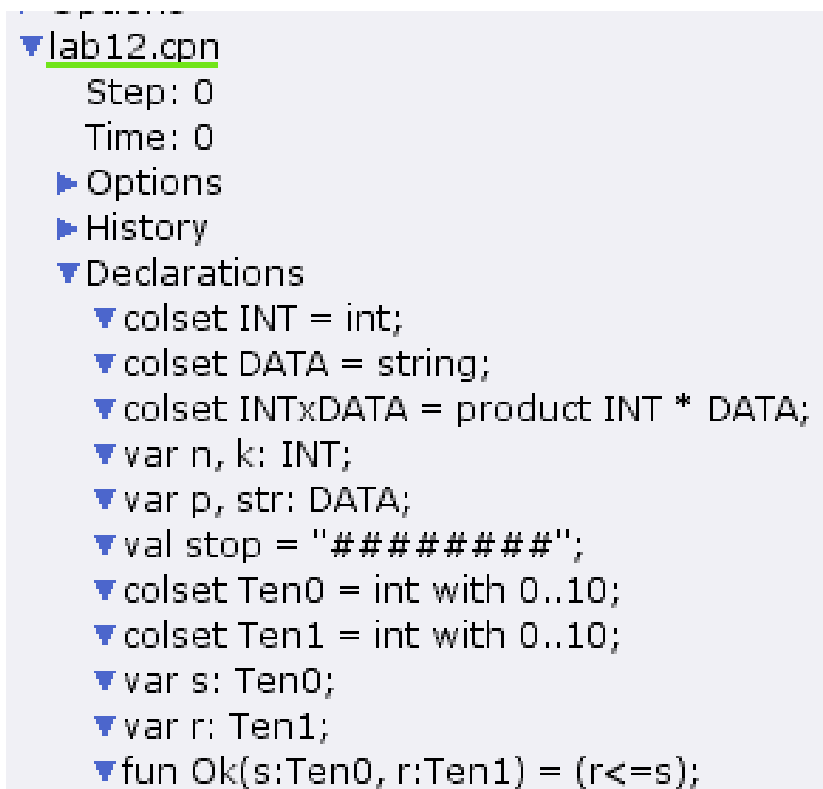 lab12.cpn
Step: 0
Time: 0
Options
History
Declarations
colset INT = int;
colset DATA = string;
colset INTxDATA = product INT * DATA;
var n, k: INT;
var p, str: DATA;
val stop = "########";
colset Ten0 = int with 0..10;
colset Ten1 = int with 0..10;
var s: Ten0;
var r: Ten1;
fun Ok(s:Ten0, r:Ten1) = (r<=s);